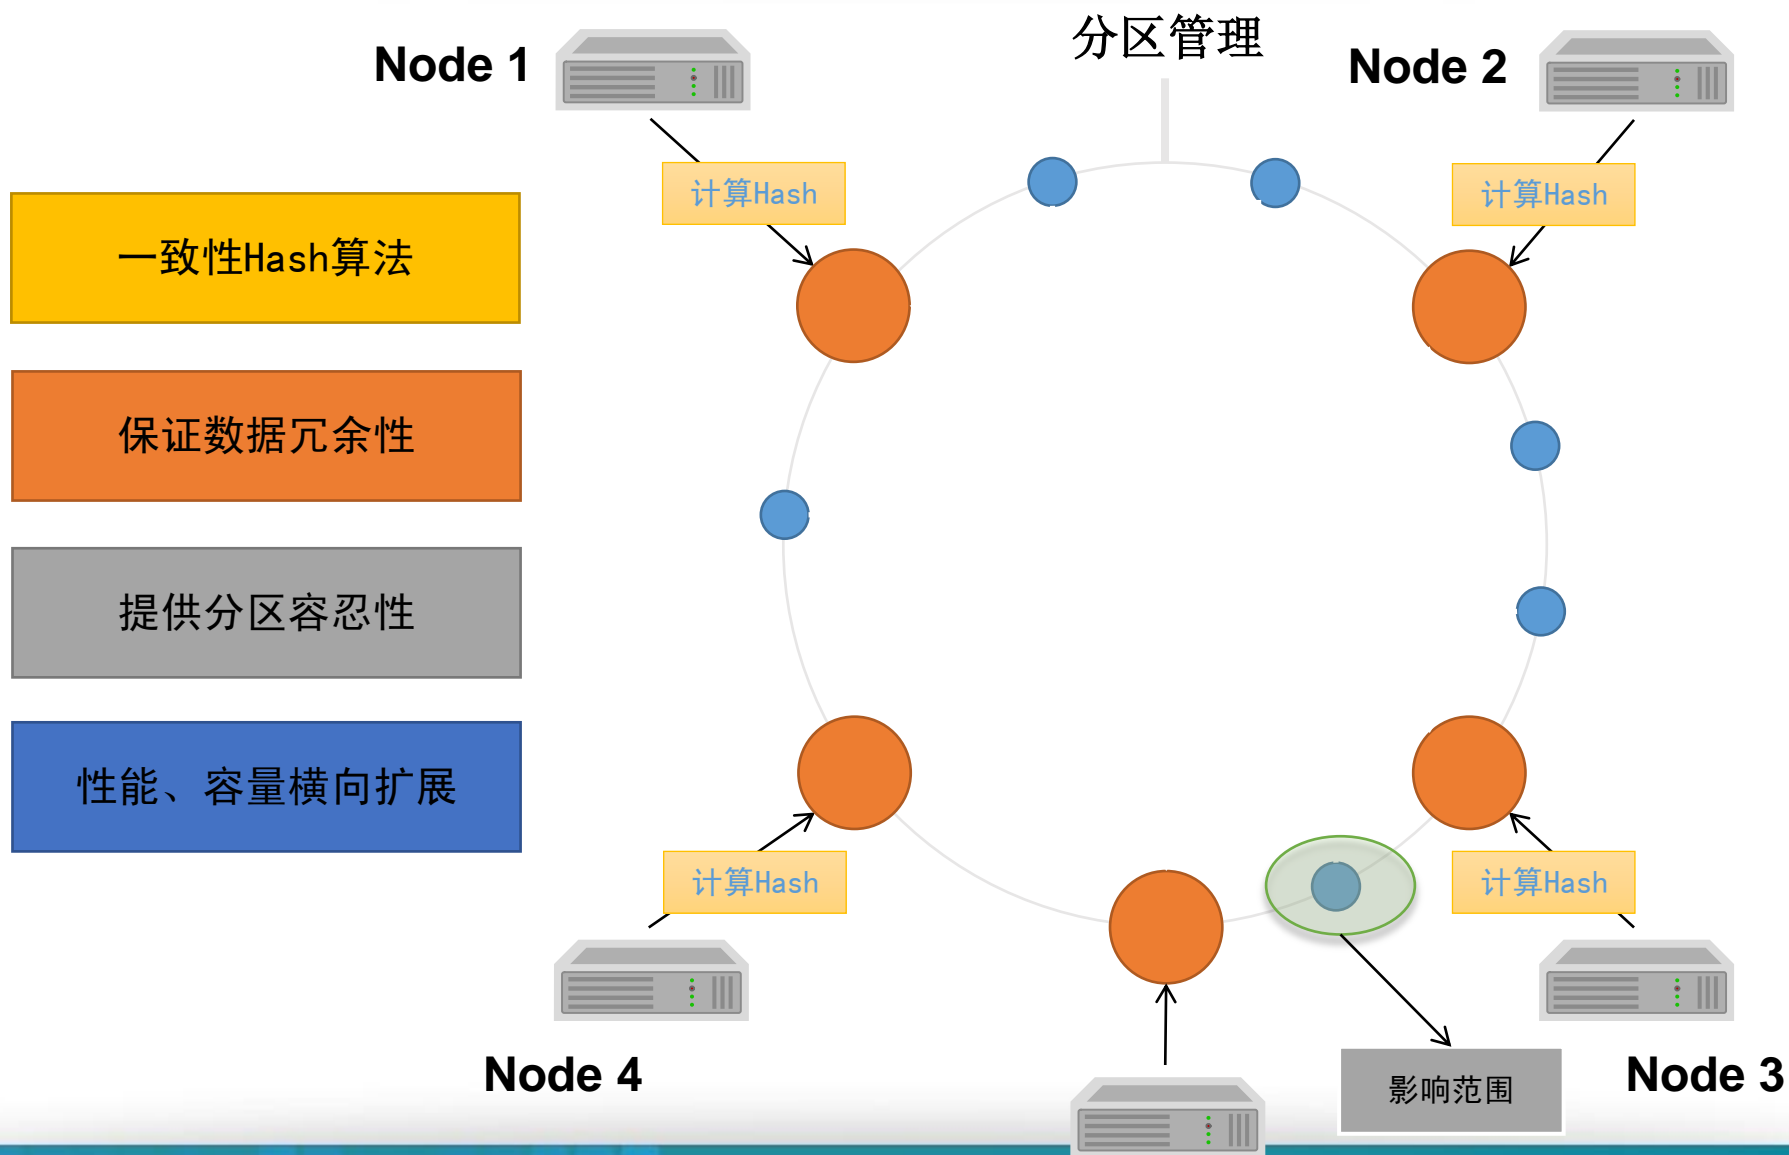 分区管理
Node 1
Node 2
计算Hash
计算Hash
一致性Hash算法
保证数据冗余性
提供分区容忍性
性能、容量横向扩展
计算Hash
计算Hash
Node 4
影响范围
Node 3